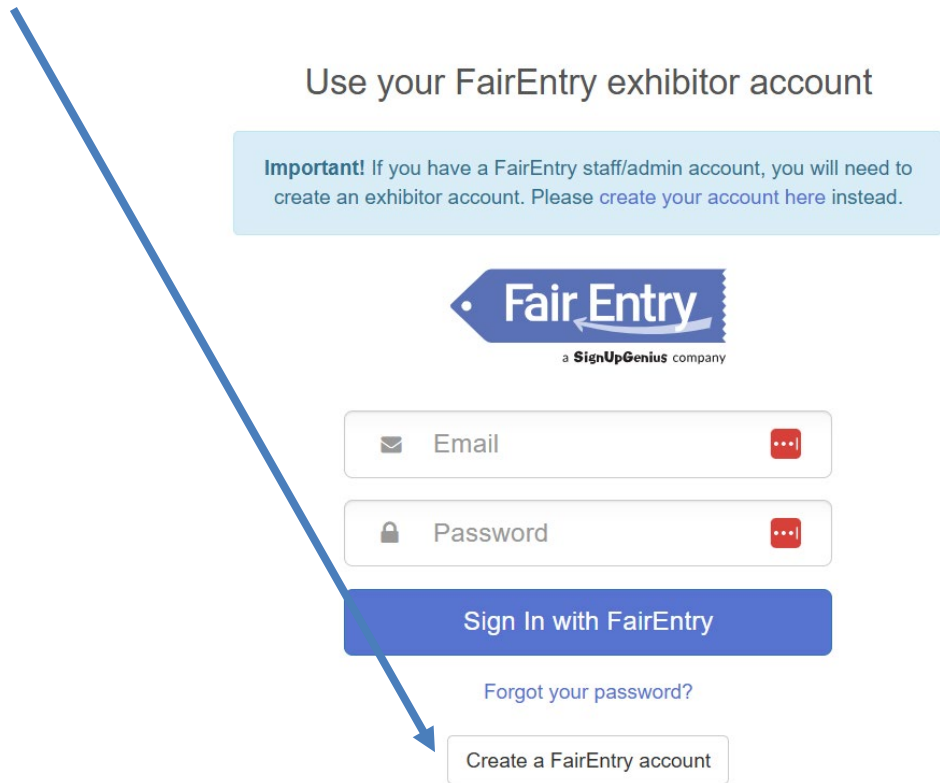 Use your FairEntry exhibitor account
Important! If you have a FairEntry staff/admin account, you will need to
create an exhibitor account. Please create your account here instead.
Fair Entry
a SignUpGenius company
Email
Password
Sign In with FairEntry
Forgot your password?
Create a FairEntry account